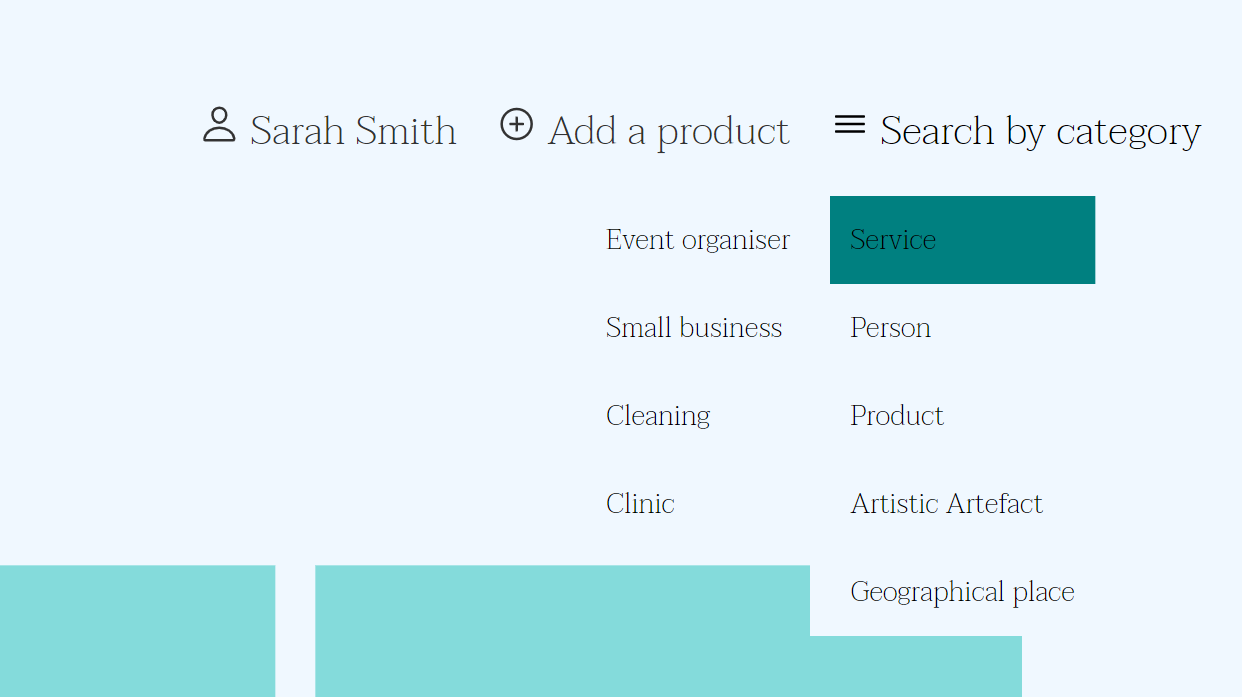 Sarah Smith
Add a product
Search by category
Event organiser
Small business
Cleaning
Clinic
Service
Person
Product
Artistic Artefact
Geographical place